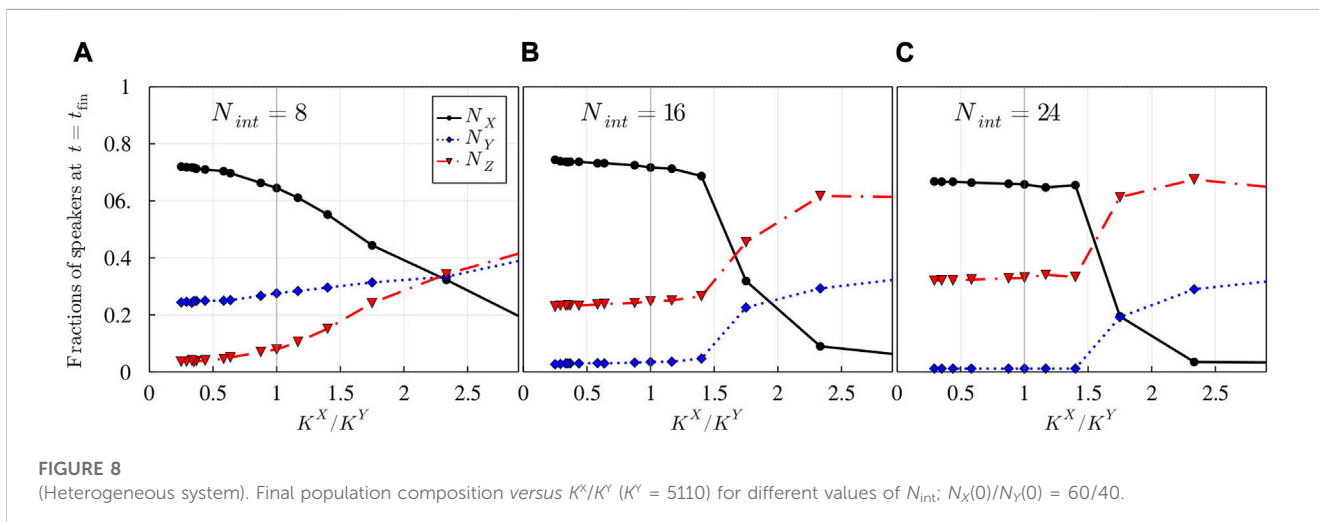 A
B
C
N_int = 8
N_int = 16
N_int = 24
N_X
N_Y
N_Z
Fractions of speakers at t = t_fin
1
0.8
06.
0.4
0.2
0
0 0.5 1 1.5 2 2.5
0 0.5 1 1.5 2 2.5
0 0.5 1 1.5 2 2.5
K^X/K^Y
K^X/K^Y
K^X/K^Y
FIGURE 8
(Heterogeneous system). Final population composition versus K^X/K^Y (K^Y = 5110) for different values of N_int; N_X(0)/N_Y(0) = 60/40.